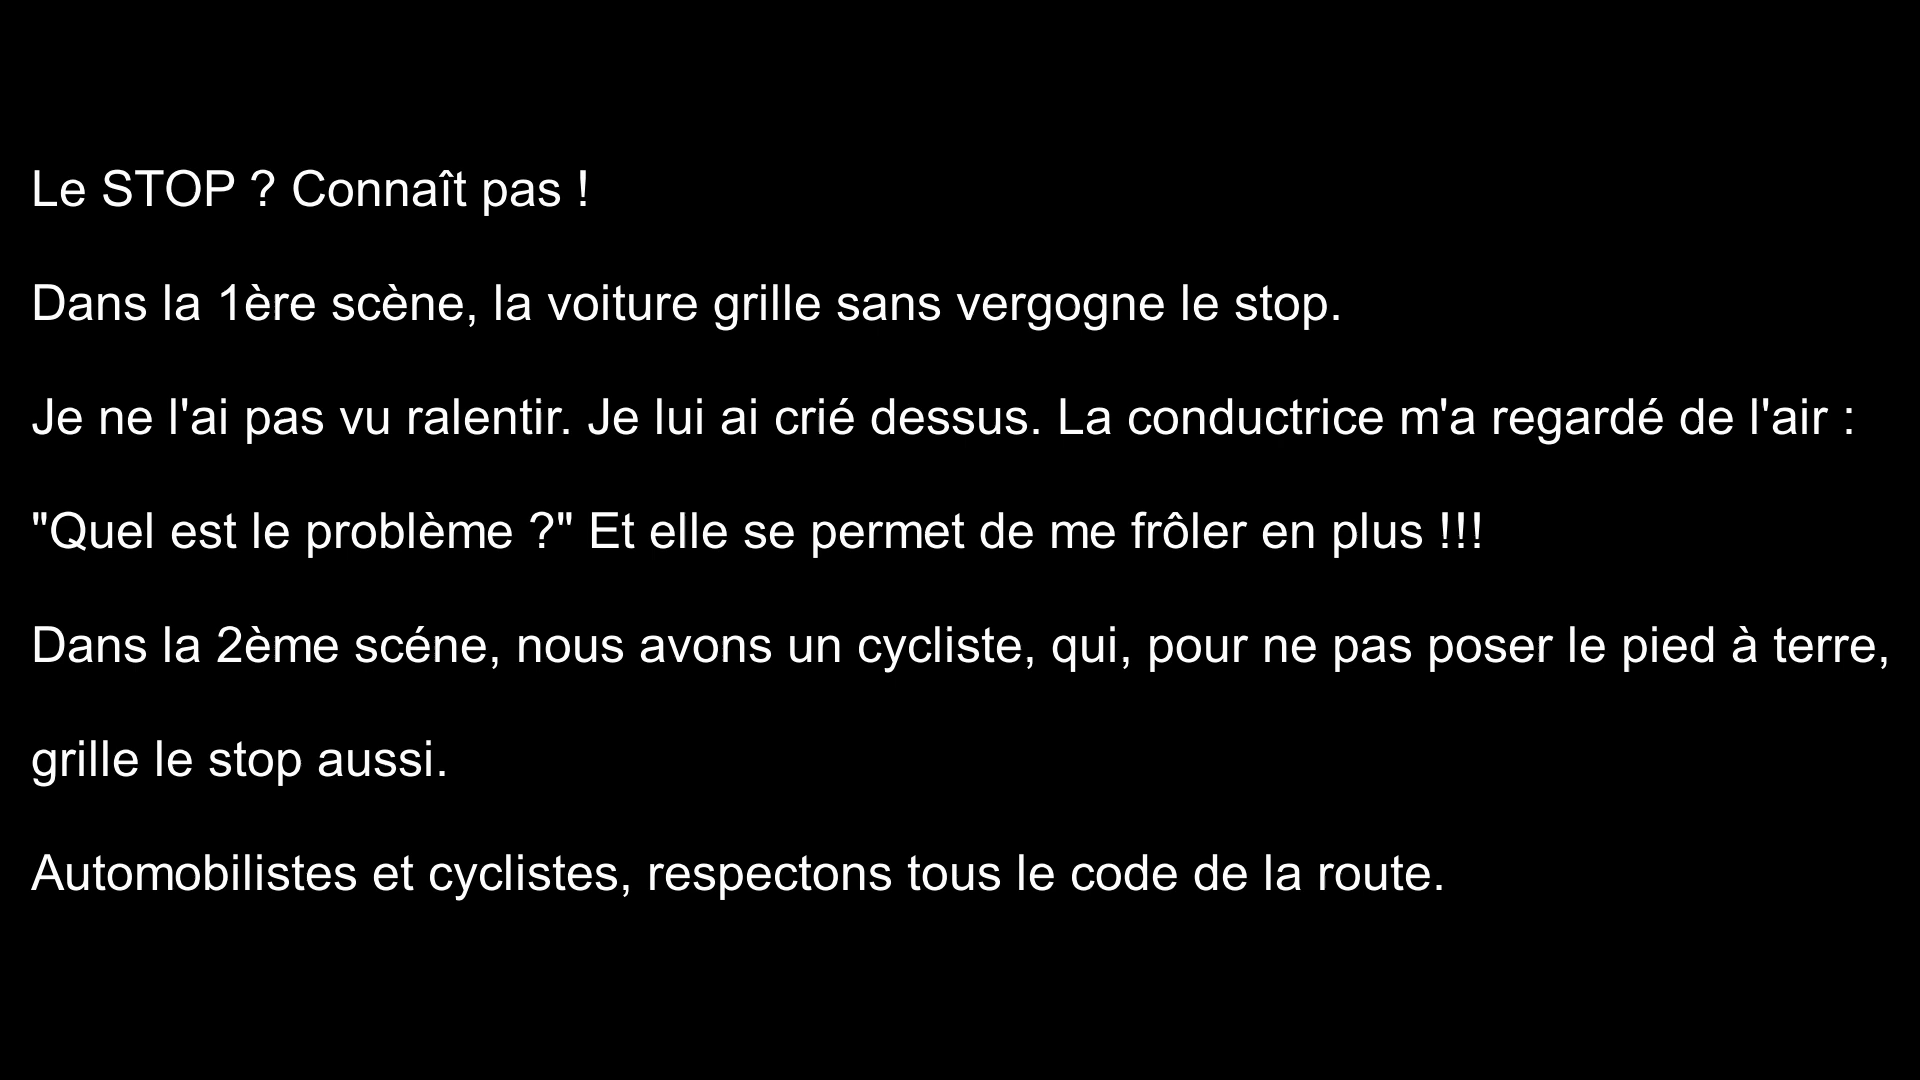 Le STOP ? Connaît pas !
Dans la 1ère scène, la voiture grille sans vergogne le stop.
Je ne l'ai pas vu ralentir. Je lui ai crié dessus. La conductrice m'a regardé de l'air :
"Quel est le problème ?" Et elle se permet de me frôler en plus !!!
Dans la 2ème scéne, nous avons un cycliste, qui, pour ne pas poser le pied à terre,
grille le stop aussi.
Automobilistes et cyclistes, respectons tous le code de la route.